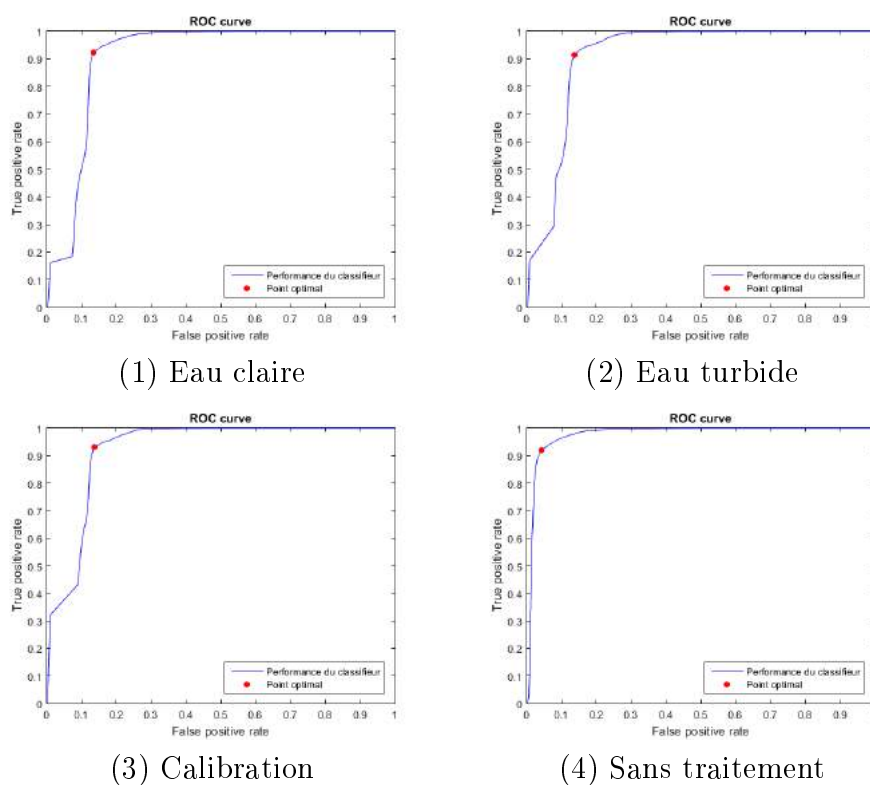 ROC curve
1
0.9
0.8
0.7
0.6
0.5
0.4
0.3
0.2
0.1
0
True positive rate
0 0.1 0.2 0.3 0.4 0.5 0.6 0.7 0.8 0.9 1
False positive rate
Performance du classifieur
Point optimal
(1) Eau claire
ROC curve
1
0.9
0.8
0.7
0.6
0.5
0.4
0.3
0.2
0.1
0
True positive rate
0 0.1 0.2 0.3 0.4 0.5 0.6 0.7 0.8 0.9
False positive rate
Performance du classifieur
Point optimal
(2) Eau turbide
ROC curve
1
0.9
0.8
0.7
0.6
0.5
0.4
0.3
0.2
0.1
0
True positive rate
0 0.1 0.2 0.3 0.4 0.5 0.6 0.7 0.8 0.9 1
False positive rate
Performance du classifieur
Point optimal
(3) Calibration
ROC curve
1
0.9
0.8
0.7
0.6
0.5
0.4
0.3
0.2
0.1
0
True positive rate
0 0.1 0.2 0.3 0.4 0.5 0.6 0.7 0.8 0.9
False positive rate
Performance du classifieur
Point optimal
(4) Sans traitement